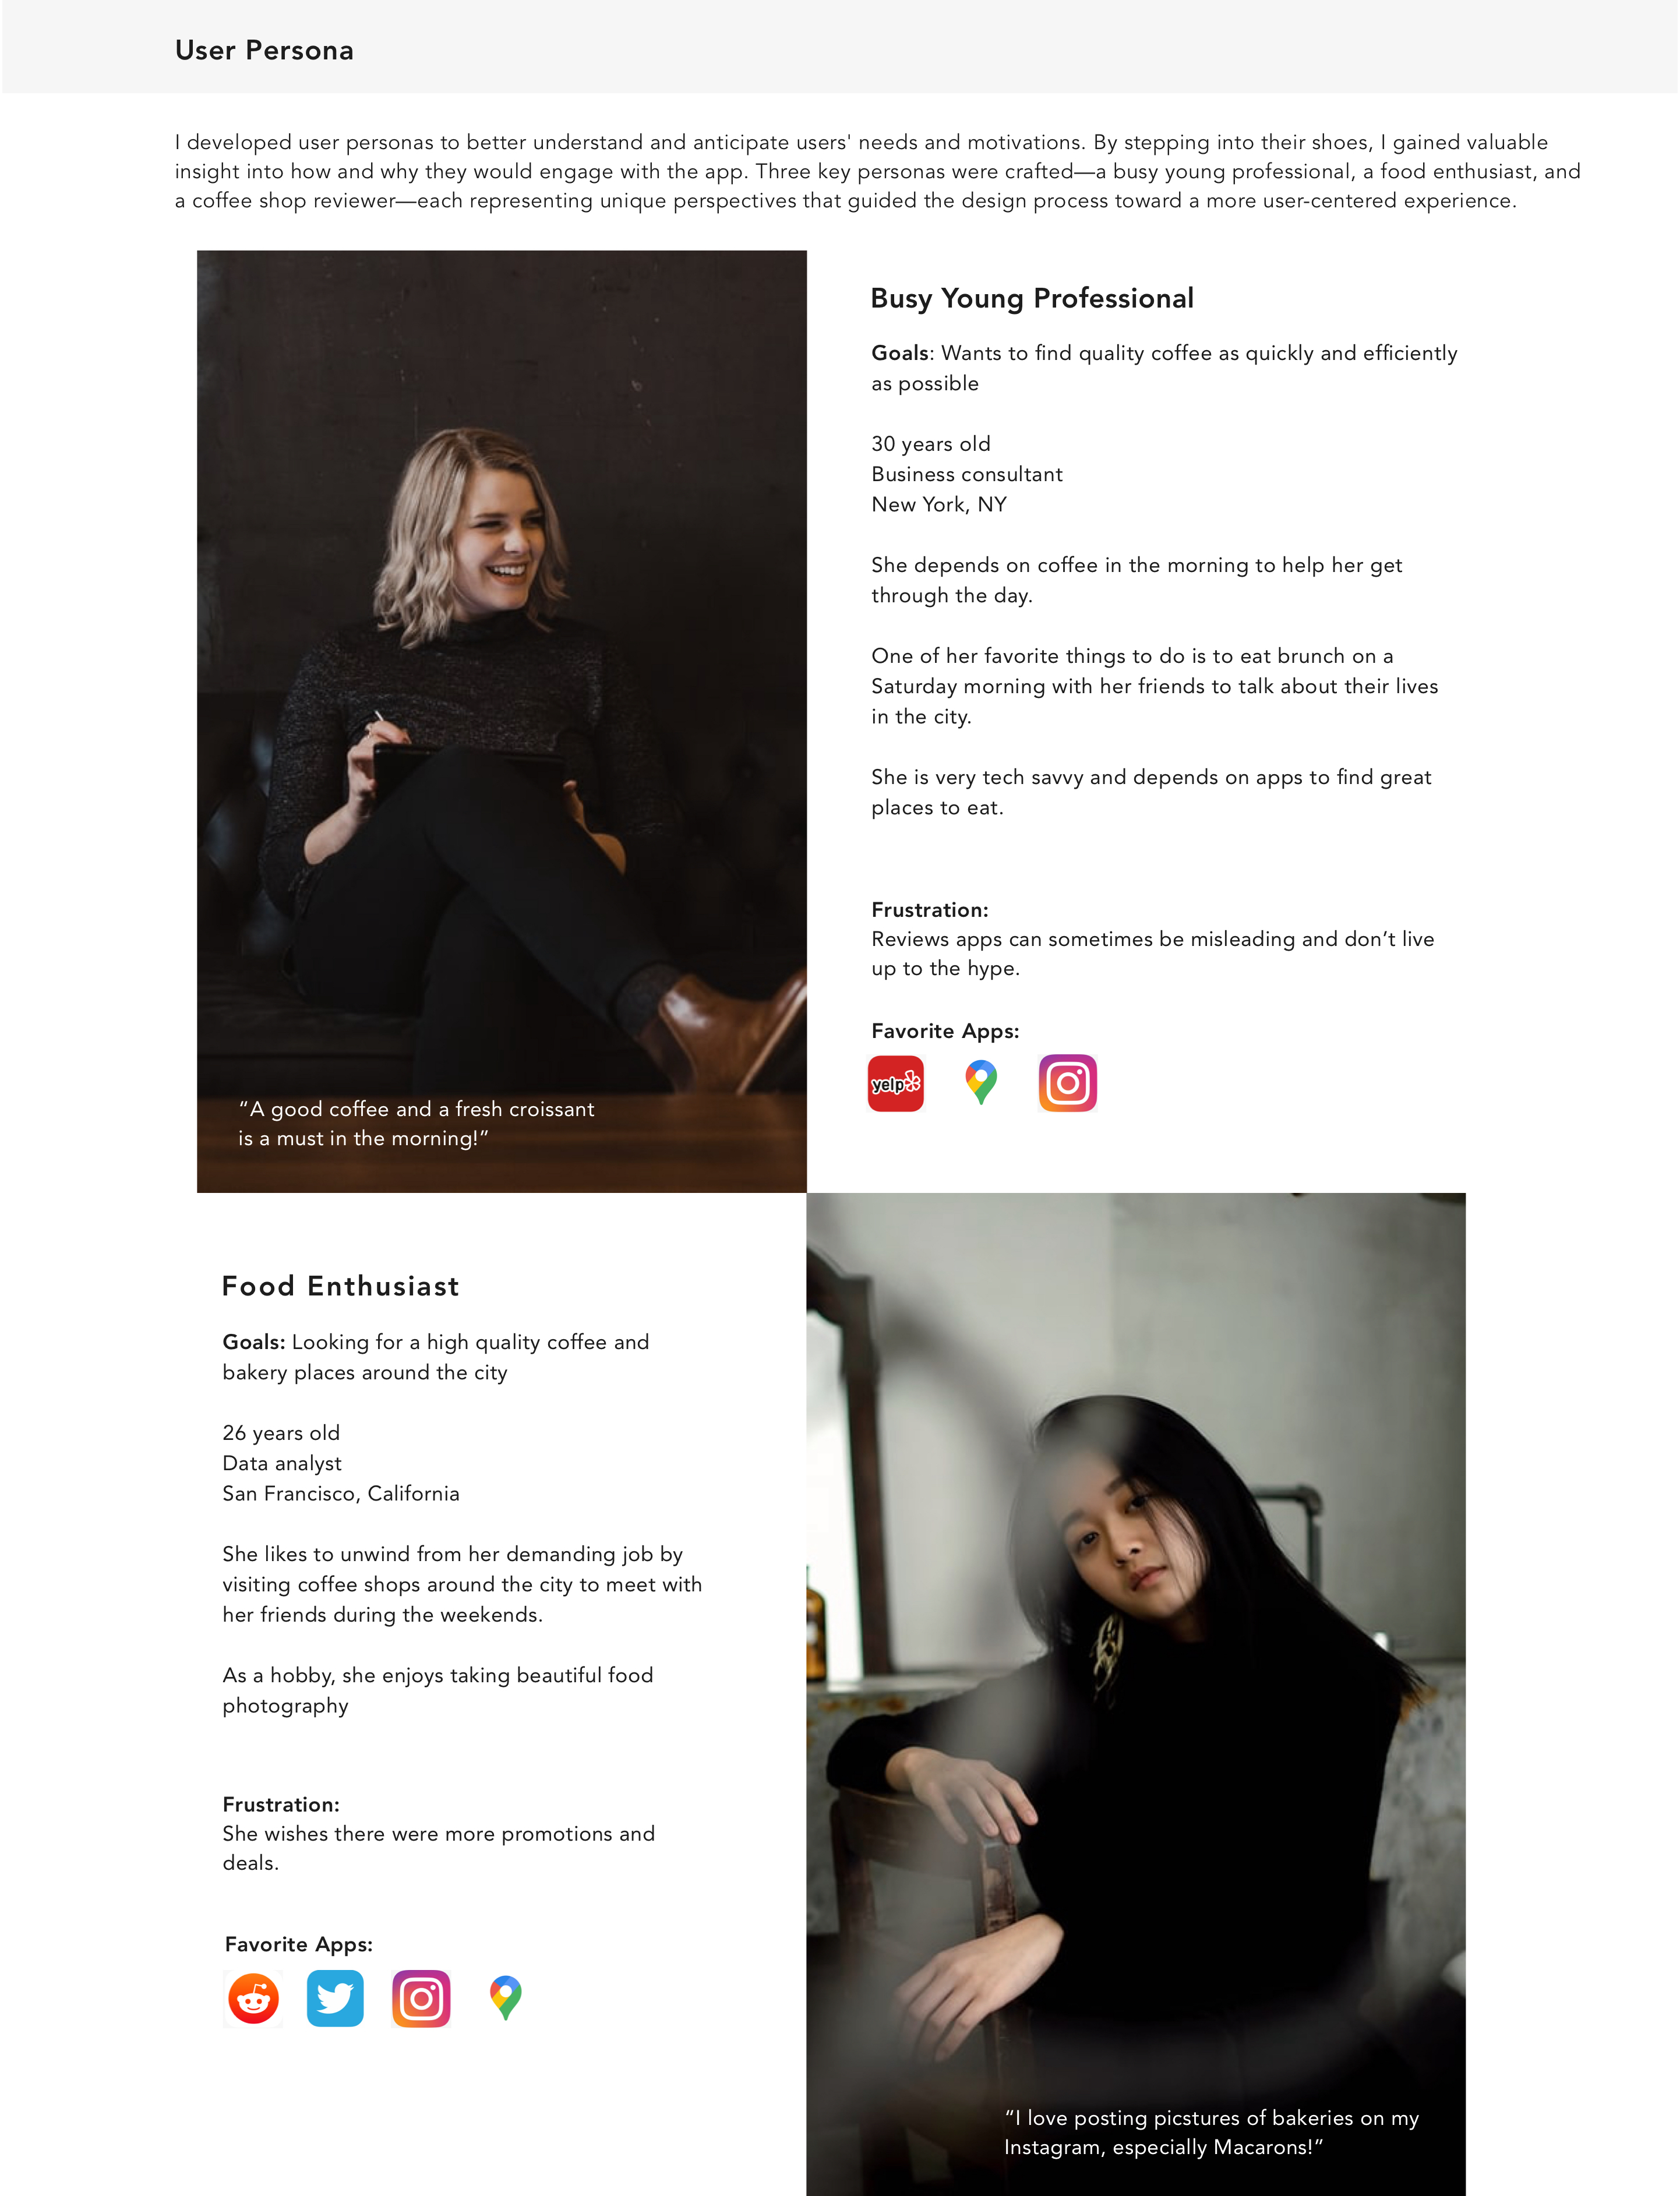 User Persona
I developed user personas to better understand and anticipate users' needs and motivations. By stepping into their shoes, I gained valuable
insight into how and why they would engage with the app. Three key personas were crafted—a busy young professional, a food enthusiast, and
a coffee shop reviewer—each representing unique perspectives that guided the design process toward a more user-centered experience.
Busy Young Professional
Goals: Wants to find quality coffee as quickly and efficiently
as possible
30 years old
Business consultant
New York, NY
She depends on coffee in the morning to help her get
through the day.
One of her favorite things to do is to eat brunch on a
Saturday morning with her friends to talk about their lives
in the city.
She is very tech savvy and depends on apps to find great
places to eat.
Frustration:
Reviews apps can sometimes be misleading and don’t live
up to the hype.
Favorite Apps:
yelp
“A good coffee and a fresh croissant
is a must in the morning!”
Food Enthusiast
Goals: Looking for a high quality coffee and
bakery places around the city
26 years old
Data analyst
San Francisco, California
She likes to unwind from her demanding job by
visiting coffee shops around the city to meet with
her friends during the weekends.
As a hobby, she enjoys taking beautiful food
photography
Frustration:
She wishes there were more promotions and
deals.
Favorite Apps:
“I love posting picstures of bakeries on my
Instagram, especially Macarons!”